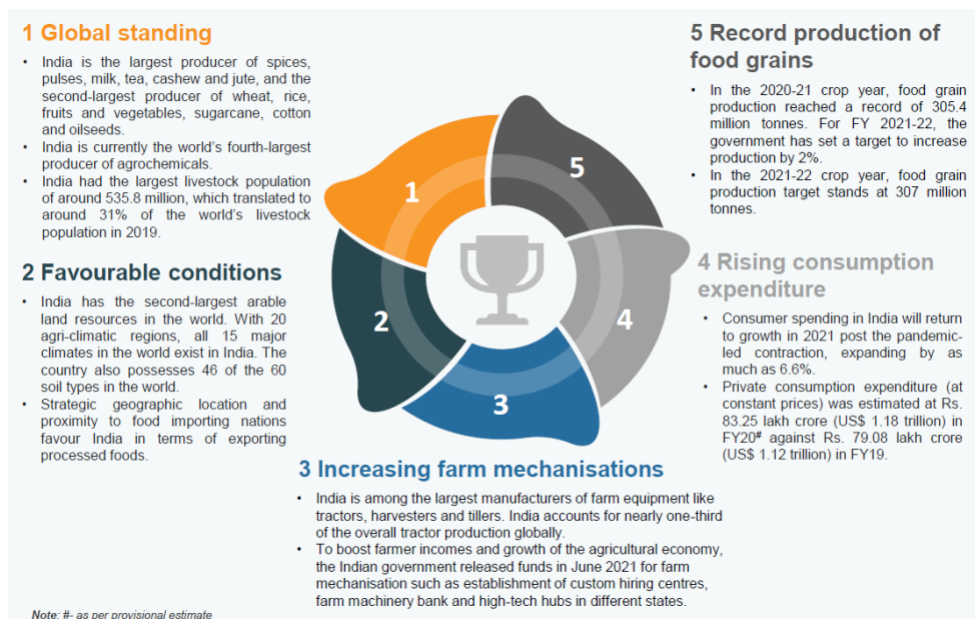 1 Global standing
• India is the largest producer of spices,
pulses, milk, tea, cashew and jute, and the
second-largest producer of wheat, rice,
fruits and vegetables, sugarcane, cotton
and oilseeds.
• India is currently the world's fourth-largest
producer of agrochemicals.
• India had the largest livestock population
of around 535.8 million, which translated to
around 31% of the world's livestock
population in 2019.
2 Favourable conditions
• India has the second-largest arable
land resources in the world. With 20
agri-climatic regions, all 15 major
climates in the world exist in India. The
country also possesses 46 of the 60
soil types in the world.
• Strategic geographic location and
proximity to food importing nations
favour India in terms of exporting
processed foods.
1
2
3
4
5
3 Increasing farm mechanisations
• India is among the largest manufacturers of farm equipment like
tractors, harvesters and tillers. India accounts for nearly one-third
of the overall tractor production globally.
• To boost farmer incomes and growth of the agricultural economy,
the Indian government released funds in June 2021 for farm
mechanisation such as establishment of custom hiring centres,
farm machinery bank and high-tech hubs in different states.
5 Record production of
food grains
• In the 2020-21 crop year, food grain
production reached a record of 305.4
million tonnes. For FY 2021-22, the
government has set a target to increase
production by 2%.
• In the 2021-22 crop year, food grain
production target stands at 307 million
tonnes.
4 Rising consumption
expenditure
• Consumer spending in India will return
to growth in 2021 post the pandemic-
led contraction, expanding by as
much as 6.6%.
• Private consumption expenditure (at
constant prices) was estimated at Rs.
83.25 lakh crore (US$ 1.18 trillion) in
FY20# against Rs. 79.08 lakh crore
(US$ 1.12 trillion) in FY19.
Note: #- as per provisional estimate